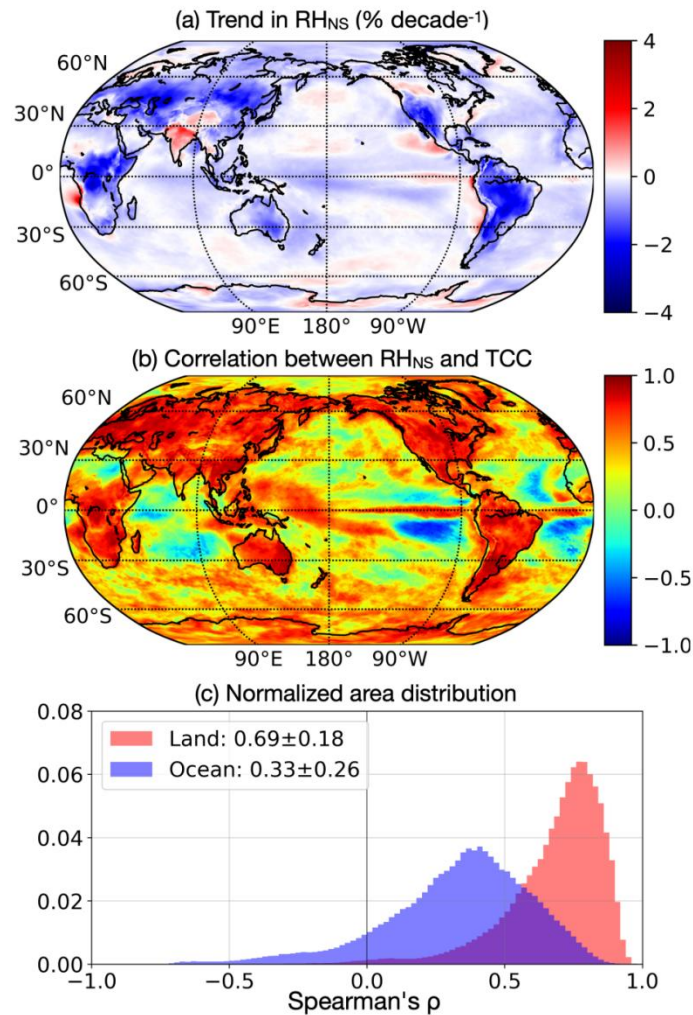 (a) Trend in RHNS (% decade-1)
60°N
30°N
0°
30°S
60°S
90°E 180° 90°W
4
2
0
−2
−4
(b) Correlation between RHNS and TCC
60°N
30°N
0°
30°S
60°S
90°E 180° 90°W
1.0
0.5
0.0
−0.5
−1.0
(c) Normalized area distribution
0.08
0.06
0.04
0.02
0.00
Land: 0.69±0.18
Ocean: 0.33±0.26
−1.0 −0.5 0.0 0.5 1.0
Spearman's ρ